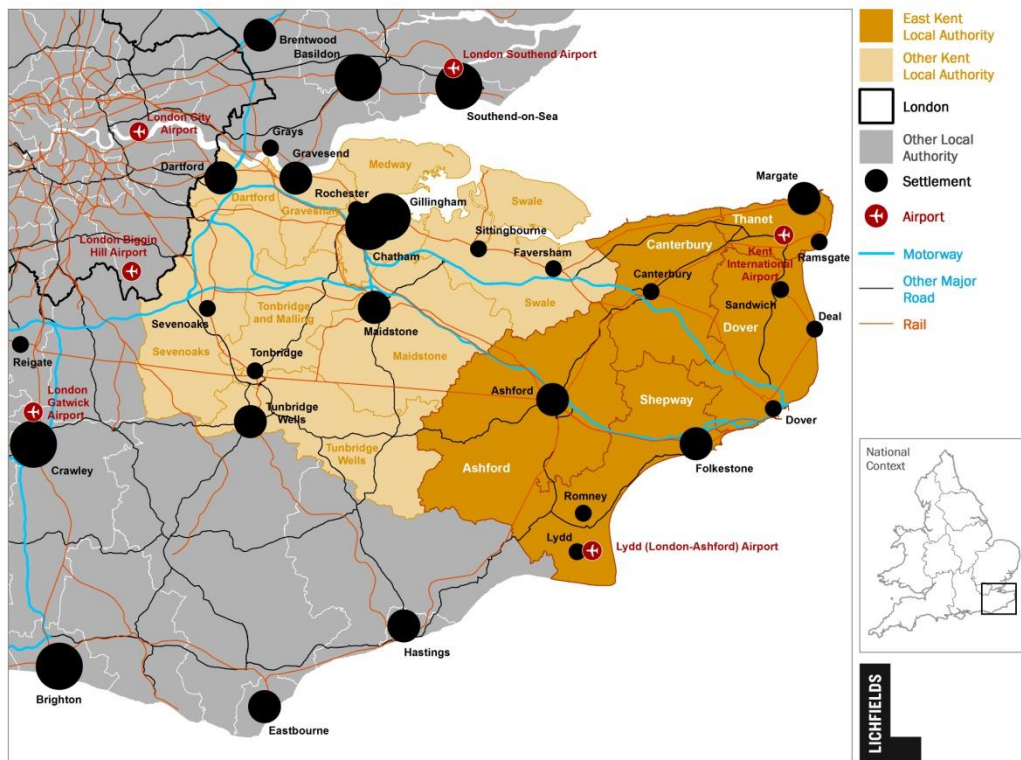 Brentwood
Basildon
London Southend Airport
Southend-on-Sea
London City
Airport
Grays
Gravesend
Dartford
Rochester
Medway
Gillingham
Dartford
Gravesham
Swale
Margate
Thanet
London Biggin
Hill Airport
Chatham
Sittingbourne
Faversham
Canterbury
Canterbury
Kent
International
Airport
Ramsgate
Sandwich
Sevenoaks
Tonbridge
and Malling
Maidstone
Swale
Dover
Deal
Reigate
Sevenoaks
Tonbridge
Maidstone
London
Gatwick
Airport
Ashford
Shepway
Dover
Tunbridge
Wells
Crawley
Tunbridge
Wells
Ashford
Folkestone
Romney
Lydd
Lydd (London-Ashford) Airport
Hastings
Brighton
Eastbourne
East Kent
Local Authority
Other Kent
Local Authority
London
Other Local
Authority
Settlement
Airport
Motorway
Other Major
Road
Rail
National
Context
LICHFIELDS